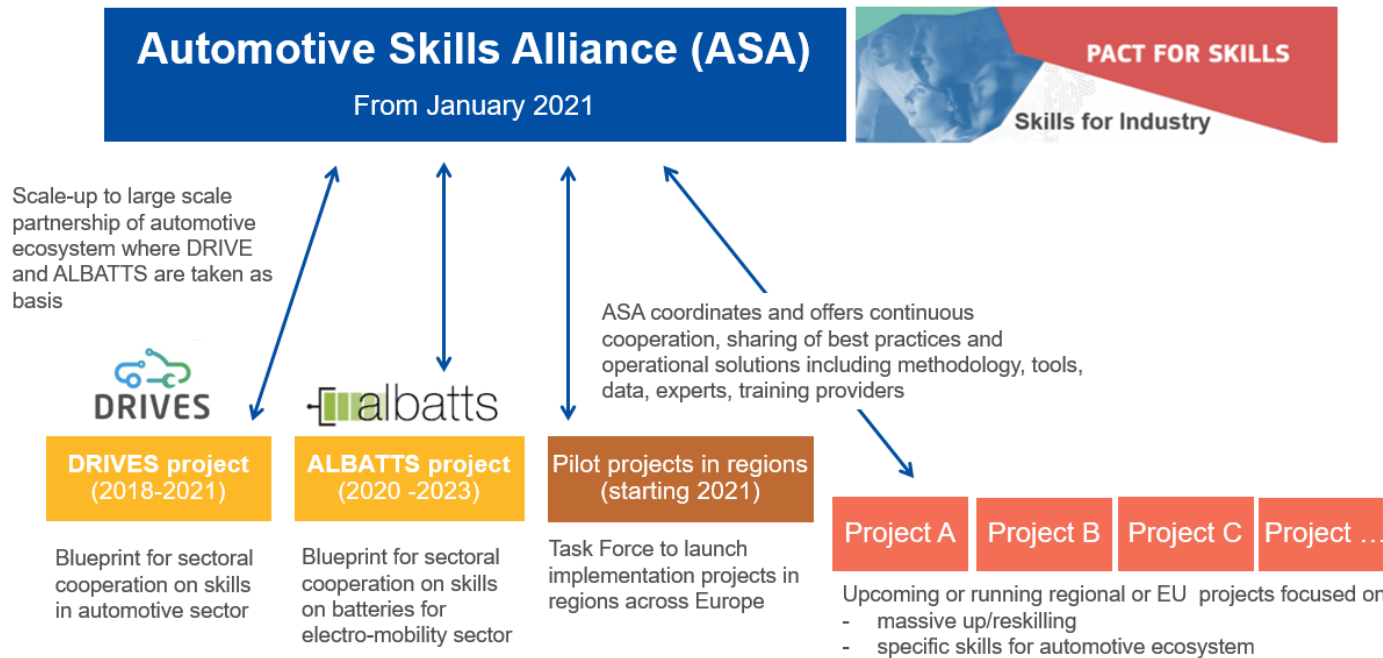 Automotive Skills Alliance (ASA)
From January 2021
PACT FOR SKILLS
Skills for Industry
Scale-up to large scale
partnership of automotive
ecosystem where DRIVE
and ALBATTS are taken as
basis
ASA coordinates and offers continuous
cooperation, sharing of best practices and
operational solutions including methodology, tools,
data, experts, training providers
DRIVES
albatts
DRIVES project
(2018-2021)
ALBATTS project
(2020 -2023)
Pilot projects in regions
(starting 2021)
Project A
Project B
Project C
Project ...
Blueprint for sectoral
cooperation on skills
in automotive sector
Blueprint for sectoral
cooperation on skills
on batteries for
electro-mobility sector
Task Force to launch
implementation projects in
regions across Europe
Upcoming or running regional or EU projects focused on
- massive up/reskilling
- specific skills for automotive ecosystem